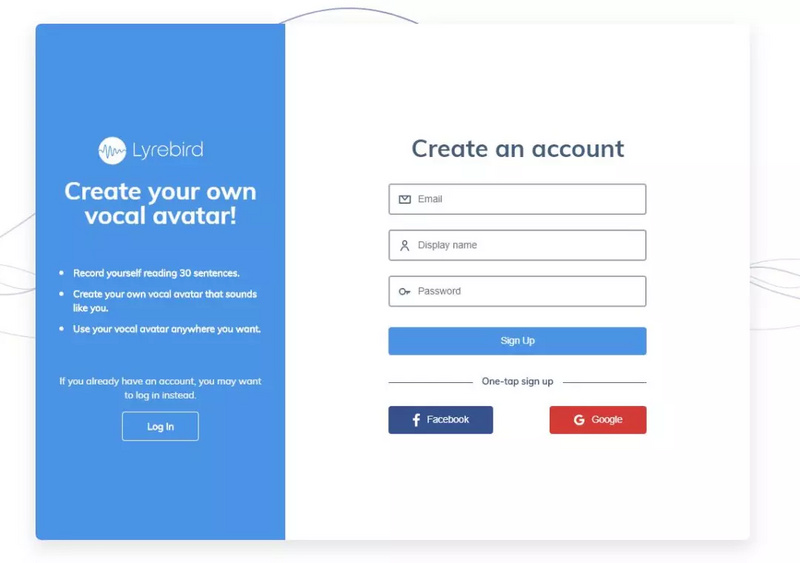 Lyrebird
Create your own
vocal avatar!
Record yourself reading 30 sentences.
Create your own vocal avatar that sounds
like you.
Use your vocal avatar anywhere you want.
If you already have an account, you may want
to log in instead.
Log In
Create an account
Email
Display name
Password
Sign Up
One-tap sign up
Facebook
Google